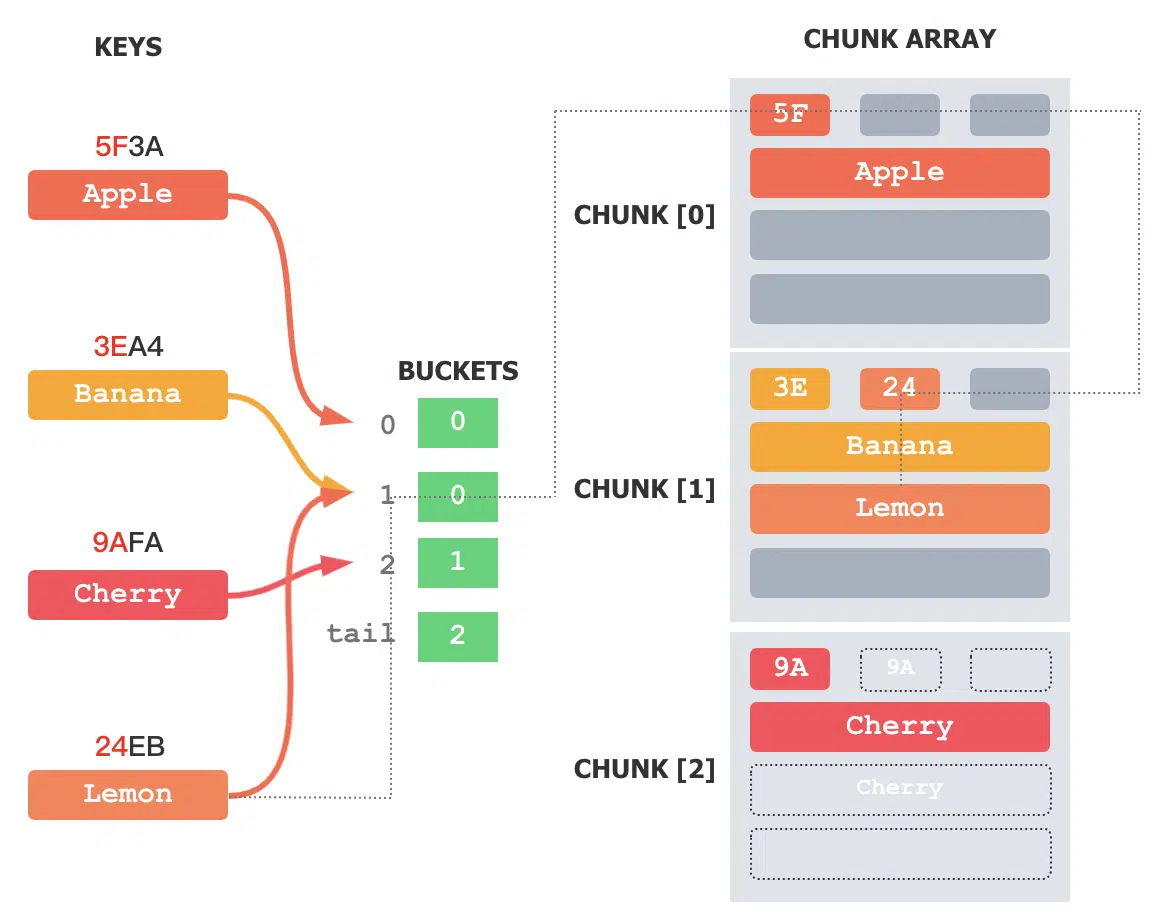 KEYS
5F3A
Apple
3EA4
Banana
9AFA
Cherry
24EB
Lemon
BUCKETS
0 0
1 0
2 1
tail 2
CHUNK ARRAY
CHUNK [0]
5F
Apple
CHUNK [1]
3E 24
Banana
Lemon
CHUNK [2]
9A 9A
Cherry
Cherry